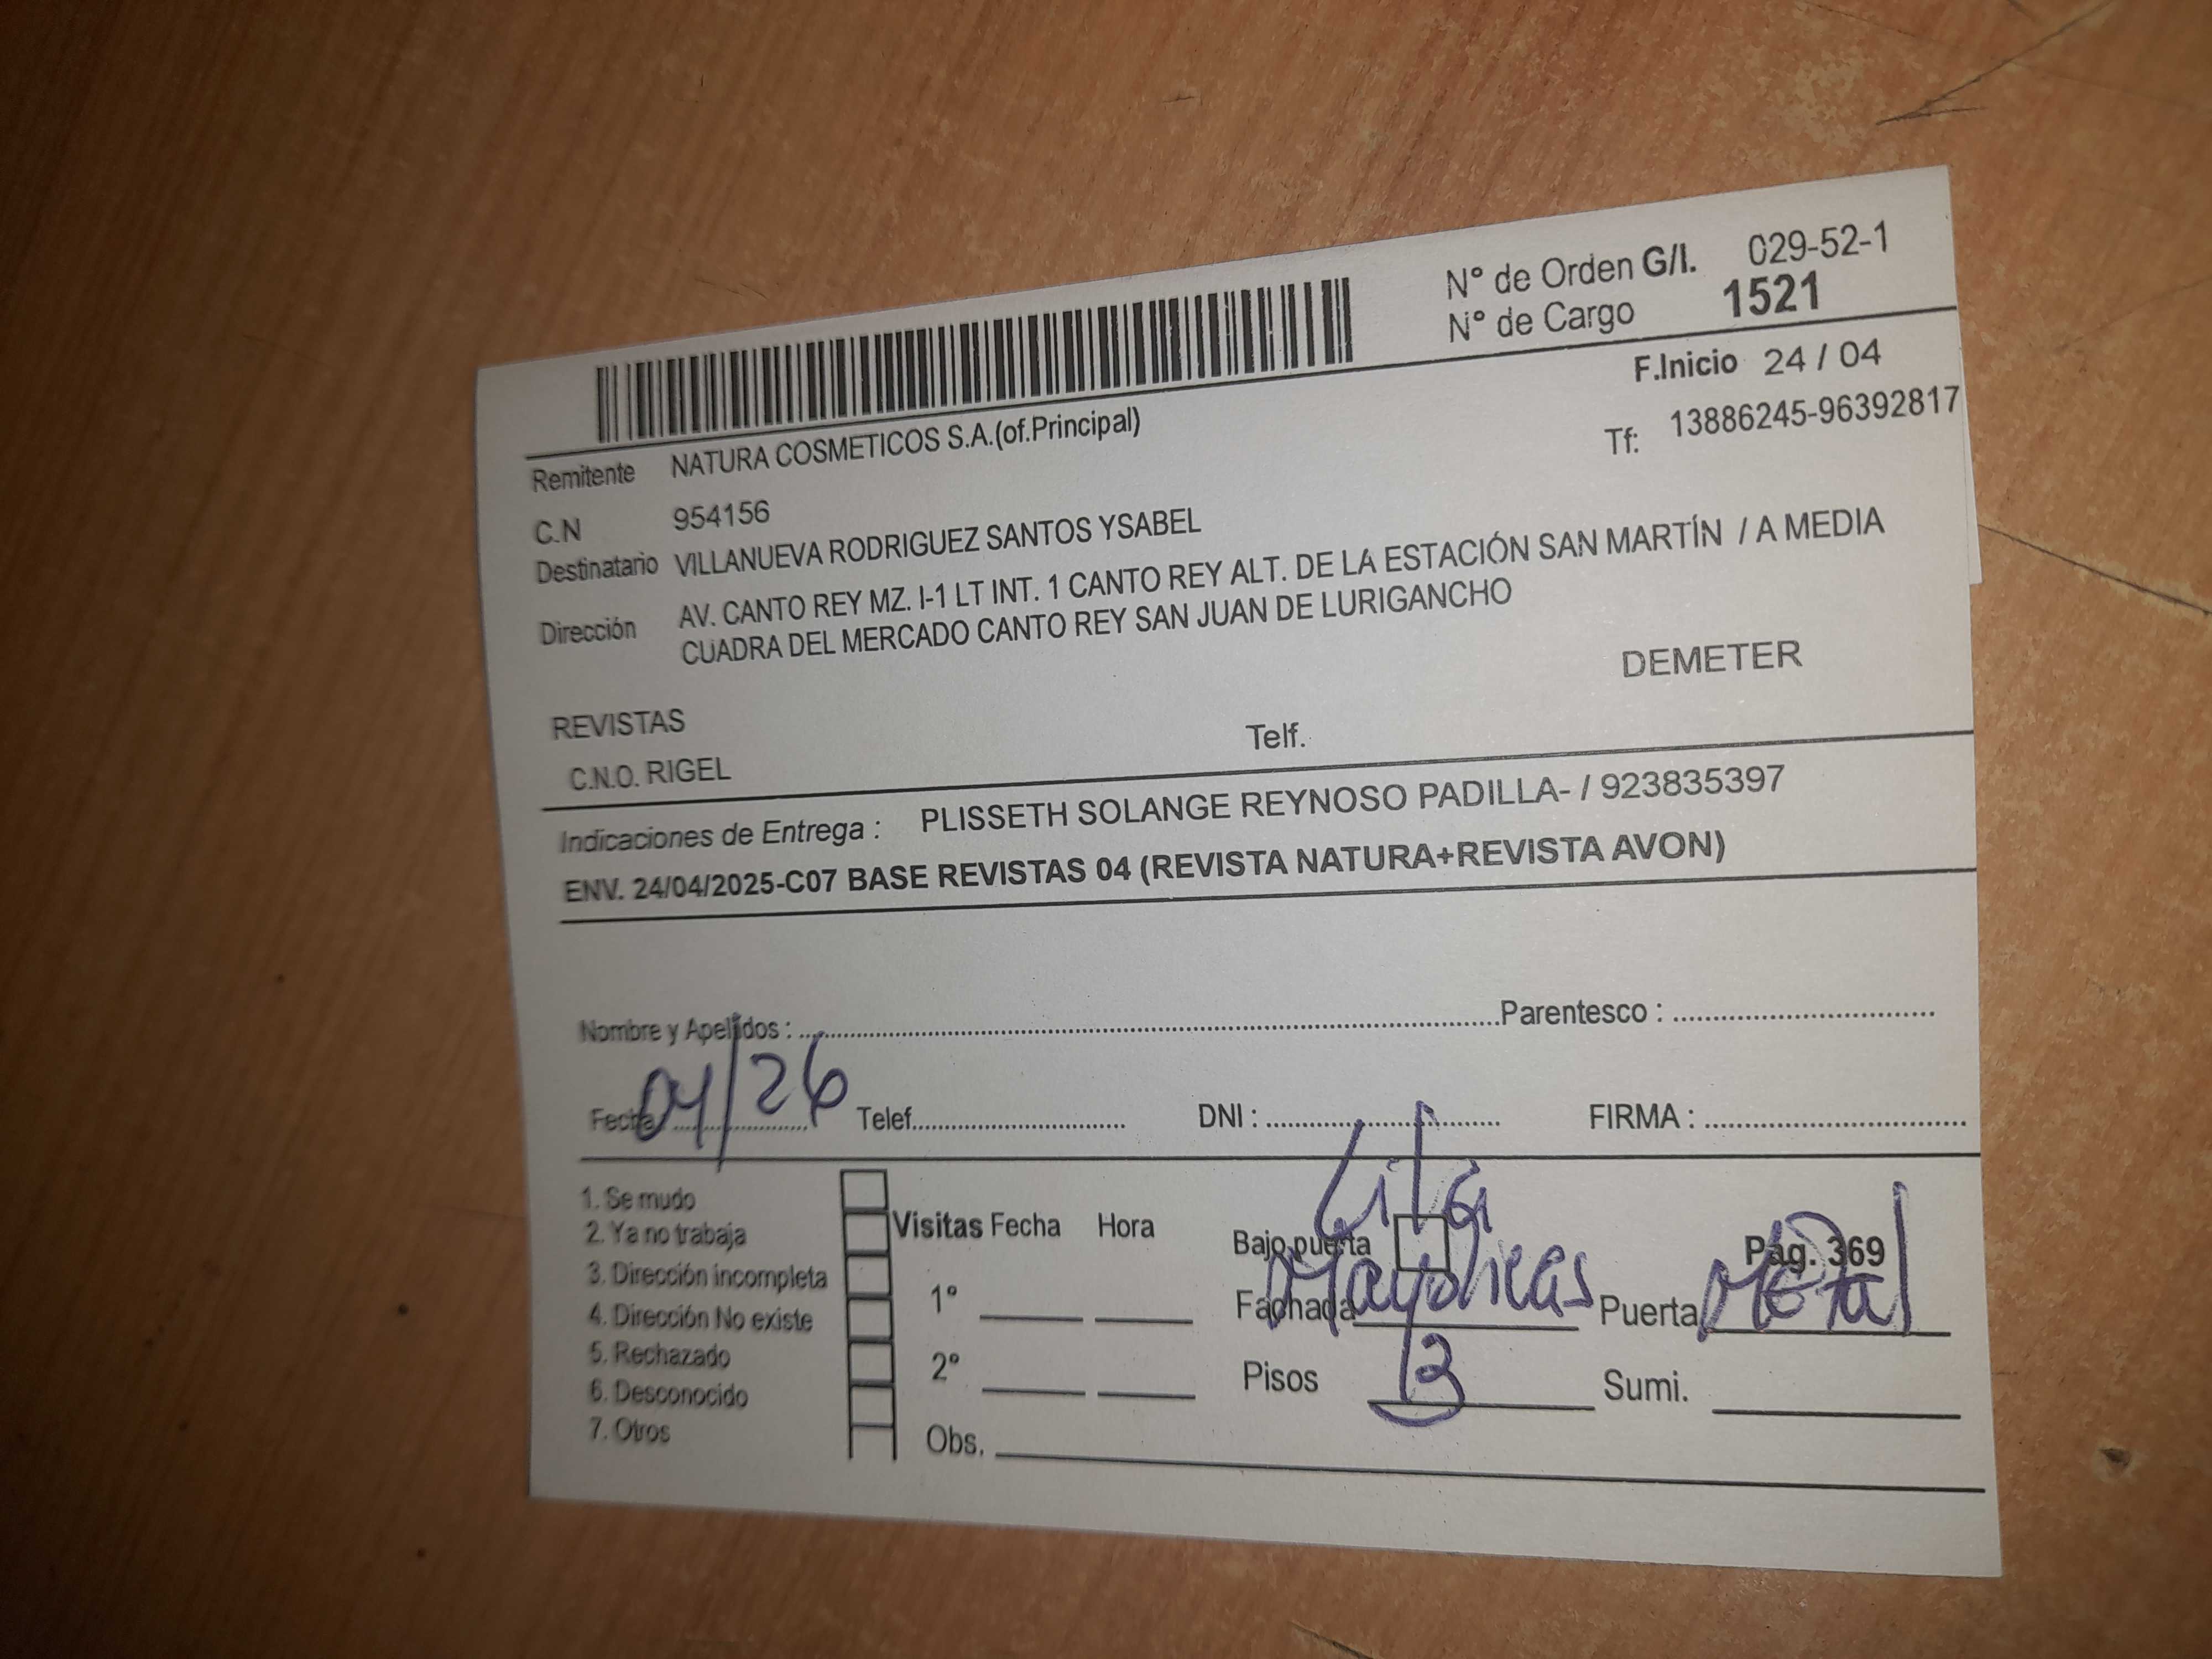 N° de Orden G/I. 029-52-1
N° de Cargo 1521
F.Inicio 24 / 04
Tf: 13886245-96392817
Remitente NATURA COSMETICOS S.A.(of.Principal)
C.N 954156
Destinatario VILLANUEVA RODRIGUEZ SANTOS YSABEL
Dirección AV. CANTO REY MZ. I-1 LT INT. 1 CANTO REY ALT. DE LA ESTACIÓN SAN MARTÍN / A MEDIA
CUADRA DEL MERCADO CANTO REY SAN JUAN DE LURIGANCHO
DEMETER
REVISTAS
Telf.
C.N.O. RIGEL
Indicaciones de Entrega : PLISSETH SOLANGE REYNOSO PADILLA- / 923835397
ENV. 24/04/2025-C07 BASE REVISTAS 04 (REVISTA NATURA+REVISTA AVON)
Nombre y Apellidos : Parentesco :
Fecha 04/26 Telef. DNI : FIRMA :
1. Se mudo
2. Ya no trabaja
3. Dirección incompleta
4. Dirección No existe
5. Rechazado
6. Desconocido
7. Otros
Visitas Fecha Hora
1°
2°
Obs.
Bajo puerta
Pág. 369
Fachada Mayolicas Puerta Metal
Pisos 3 Sumi.